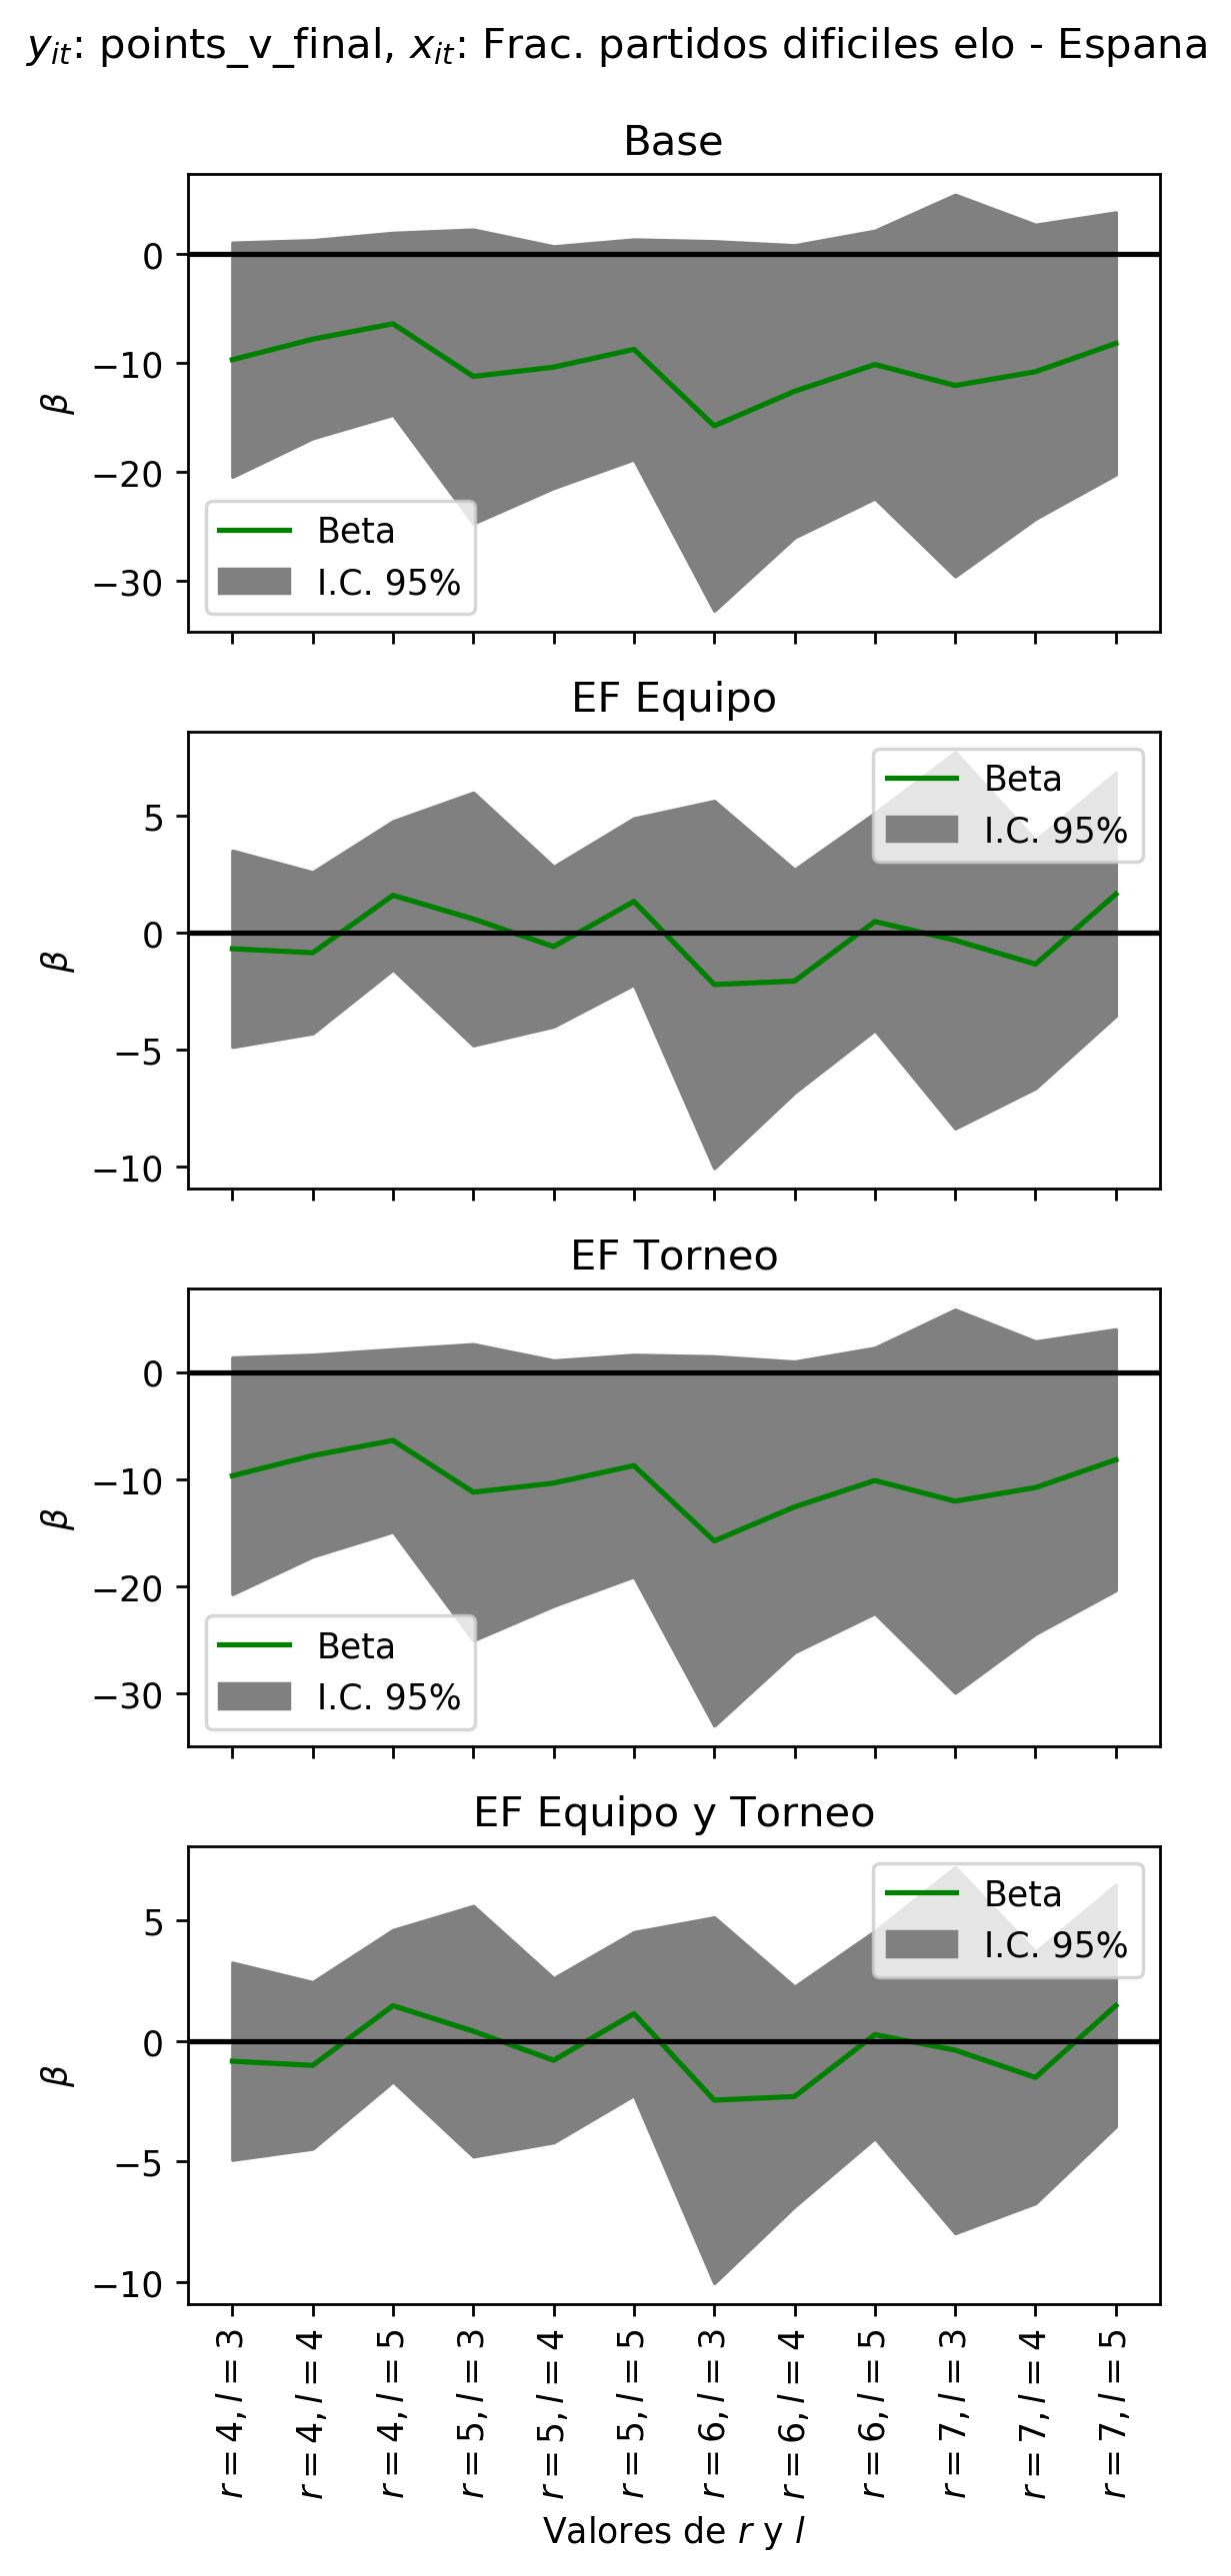 y_it: points_v_final, x_it: Frac. partidos dificiles elo - Espana
Base
0
−10
−20
−30
β
Beta
I.C. 95%
EF Equipo
5
0
−5
−10
β
Beta
I.C. 95%
EF Torneo
0
−10
−20
−30
β
Beta
I.C. 95%
EF Equipo y Torneo
5
0
−5
−10
β
Beta
I.C. 95%
r = 4, l = 3
r = 4, l = 4
r = 4, l = 5
r = 5, l = 3
r = 5, l = 4
r = 5, l = 5
r = 6, l = 3
r = 6, l = 4
r = 6, l = 5
r = 7, l = 3
r = 7, l = 4
r = 7, l = 5
Valores de r y l